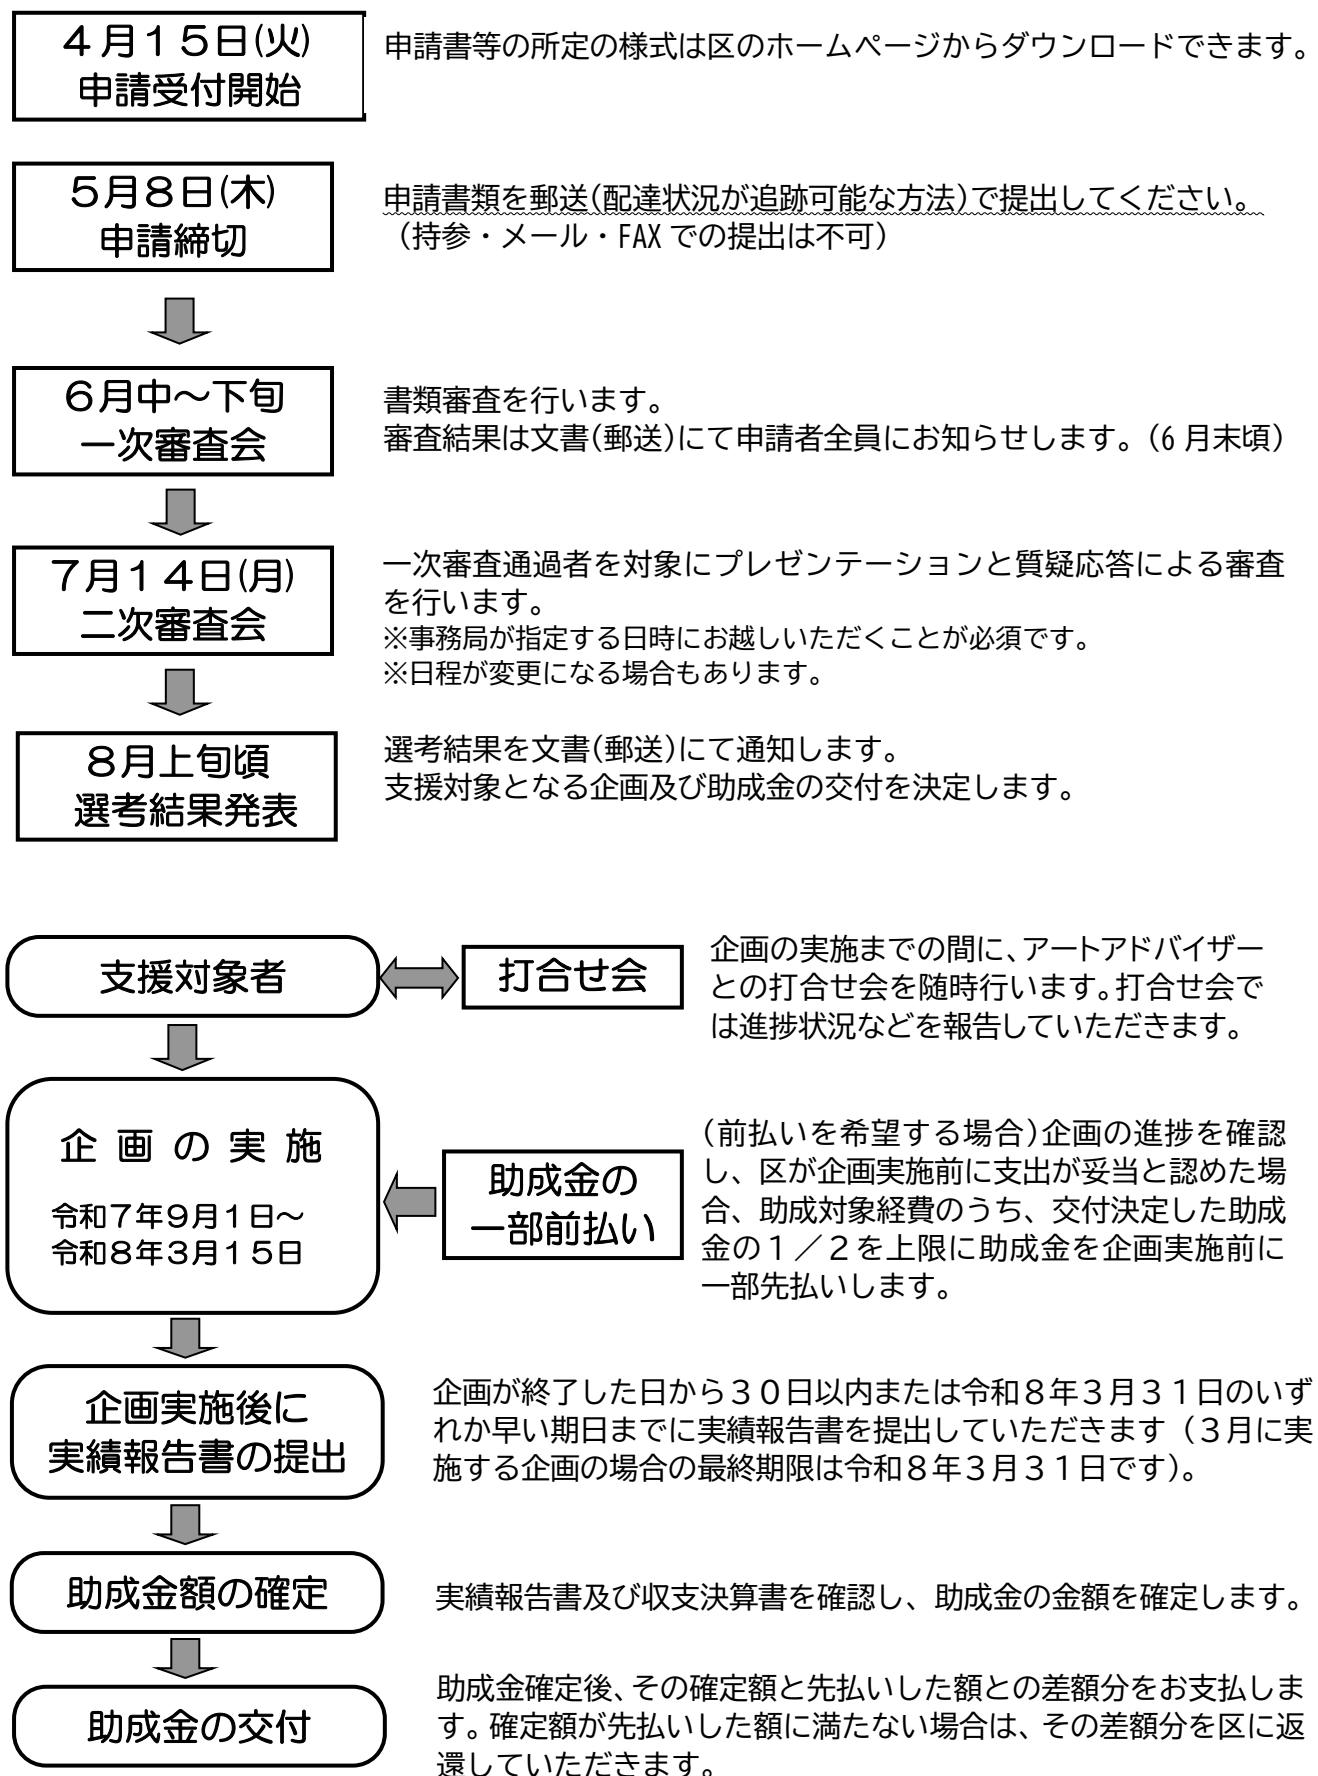 4月15日(火)
申請受付開始
申請書等の所定の様式は区のホームページからダウンロードできます。
5月8日(木)
申請締切
申請書類を郵送(配達状況が追跡可能な方法)で提出してください。
（持参・メール・FAXでの提出は不可）
6月中～下旬
一次審査会
書類審査を行います。
審査結果は文書(郵送)にて申請者全員にお知らせします。（6月末頃）
7月14日(月)
二次審査会
一次審査通過者を対象にプレゼンテーションと質疑応答による審査
を行います。
※事務局が指定する日時にお越しいただくことが必須です。
※日程が変更になる場合もあります。
8月上旬頃
選考結果発表
選考結果を文書(郵送)にて通知します。
支援対象となる企画及び助成金の交付を決定します。
支援対象者
打合せ会
企画の実施までの間に、アートアドバイザー
との打合せ会を随時行います。打合せ会で
は進捗状況などを報告していただきます。
企画の実施
令和7年9月1日～
令和8年3月15日
助成金の
一部前払い
（前払いを希望する場合）企画の進捗を確認
し、区が企画実施前に支出が妥当と認めた場
合、助成対象経費のうち、交付決定した助成
金の１／２を上限に助成金を企画実施前に
一部先払いします。
企画実施後に
実績報告書の提出
企画が終了した日から３０日以内または令和８年３月３１日のいず
れか早い期日までに実績報告書を提出していただきます（３月に実
施する企画の場合の最終期限は令和８年３月３１日です）。
助成金額の確定
実績報告書及び収支決算書を確認し、助成金の金額を確定します。
助成金の交付
助成金確定後、その確定額と先払いした額との差額分をお支払しま
す。確定額が先払いした額に満たない場合は、その差額分を区に返
還していただきます。